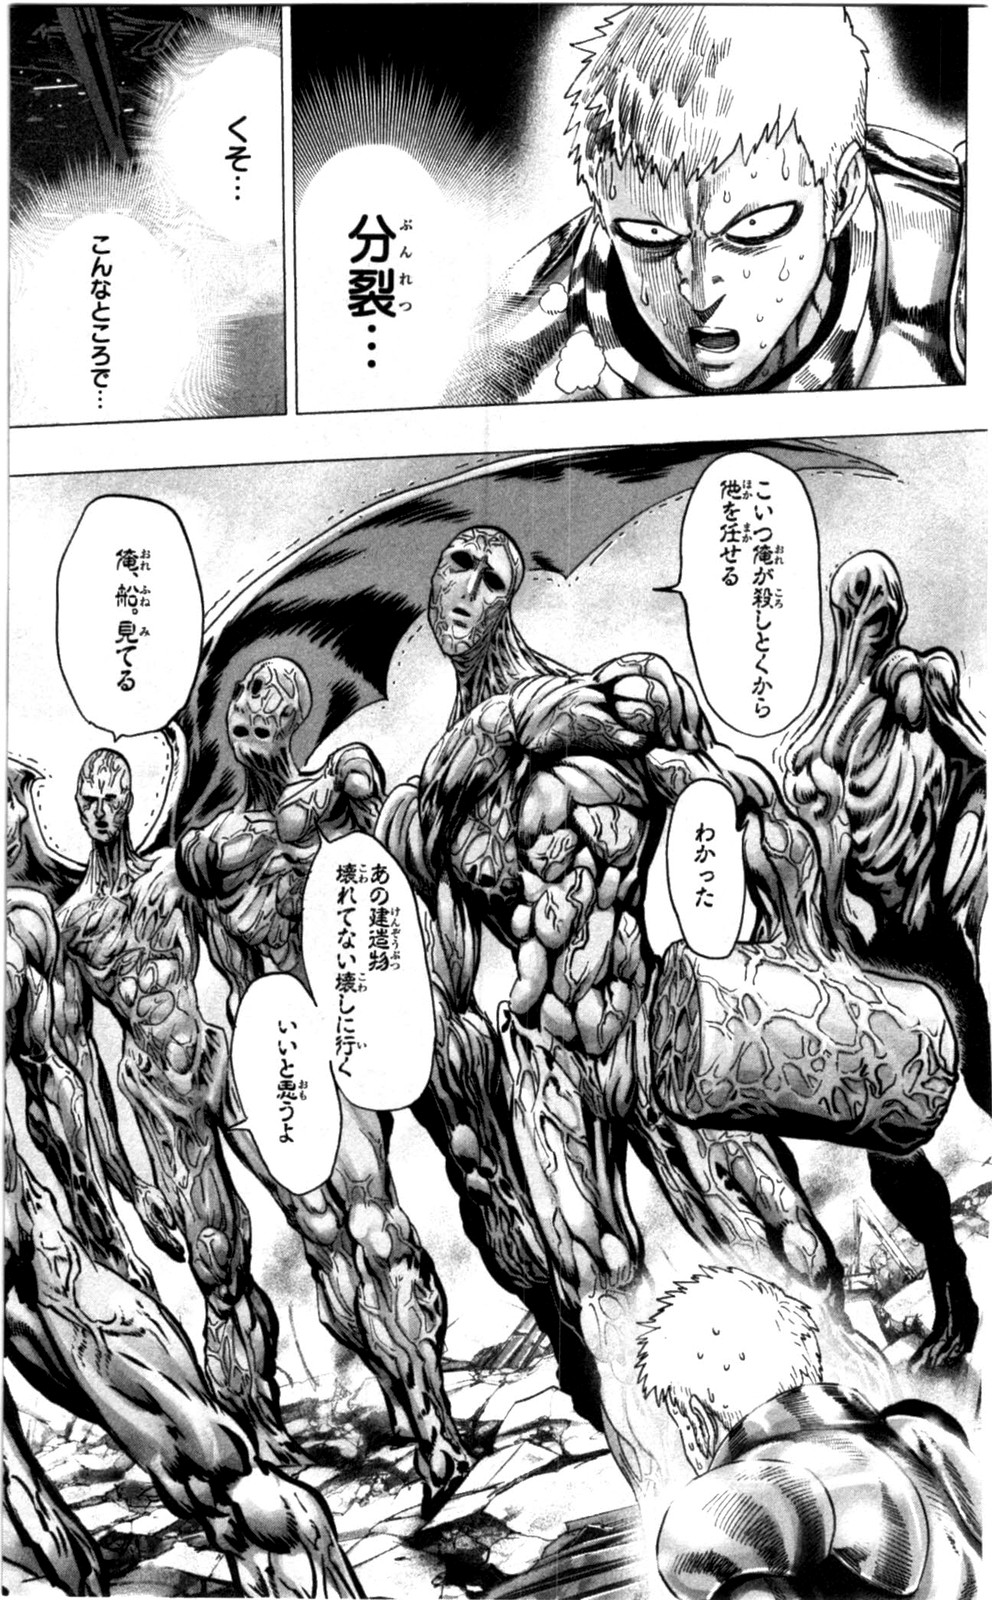 分裂…
くそ…
こんなところで…
こいつ俺が殺しとくから
他を任せる
わかった
あの建造物
壊れてない壊しに行く
いいと思うよ
俺、船。見てる